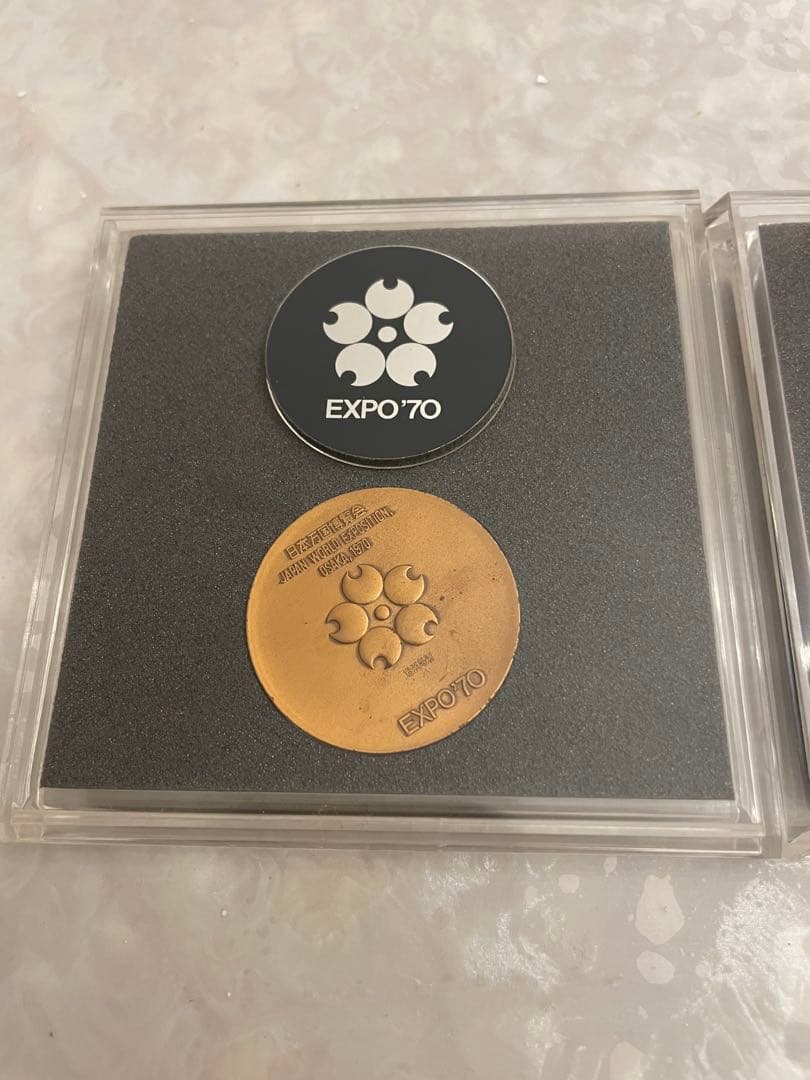 EXPO'70
日本万国博覧会
JAPAN WORLD EXPOSITION,
OSAKA, 1970
EXPO'70